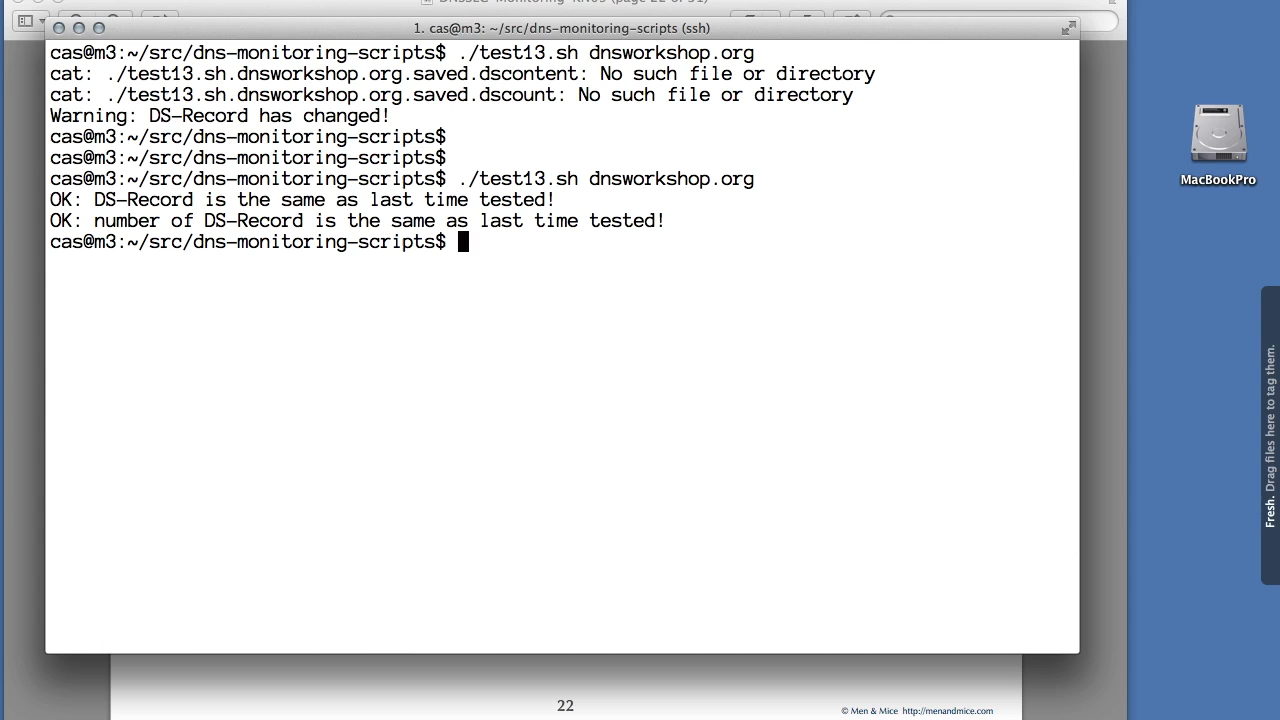 1. cas@m3: ~/src/dns-monitoring-scripts (ssh)
cas@m3:~/src/dns-monitoring-scripts$ ./test13.sh dnsworkshop.org
cat: ./test13.sh.dnsworkshop.org.saved.dscontent: No such file or directory
cat: ./test13.sh.dnsworkshop.org.saved.dscount: No such file or directory
Warning: DS-Record has changed!
cas@m3:~/src/dns-monitoring-scripts$
cas@m3:~/src/dns-monitoring-scripts$
cas@m3:~/src/dns-monitoring-scripts$ ./test13.sh dnsworkshop.org
OK: DS-Record is the same as last time tested!
OK: number of DS-Record is the same as last time tested!
cas@m3:~/src/dns-monitoring-scripts$
MacBookPro
Fresh. Drag files here to tag them.
22
© Men & Mice http://menandmice.com